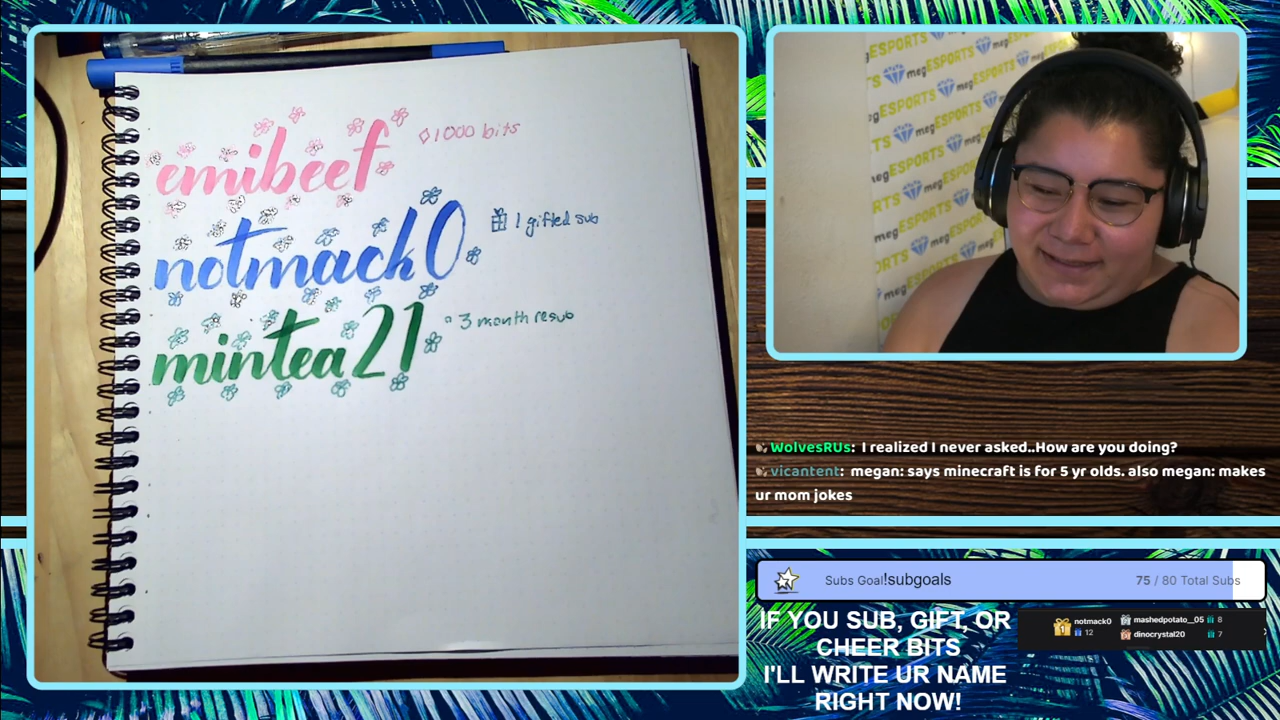 emibeef
1000 bits
notmack0
1 gifted sub
mintea21
3 month resub
megESPORTS
WolvesRUs: I realized I never asked..How are you doing?
vicantent: megan: says minecraft is for 5 yr olds. also megan: makes
ur mom jokes
Subs Goal!subgoals
75 / 80 Total Subs
IF YOU SUB, GIFT, OR
CHEER BITS
I'LL WRITE UR NAME
RIGHT NOW!
notmack0
12
mashedpotato__05 8
dinocrystal20 7